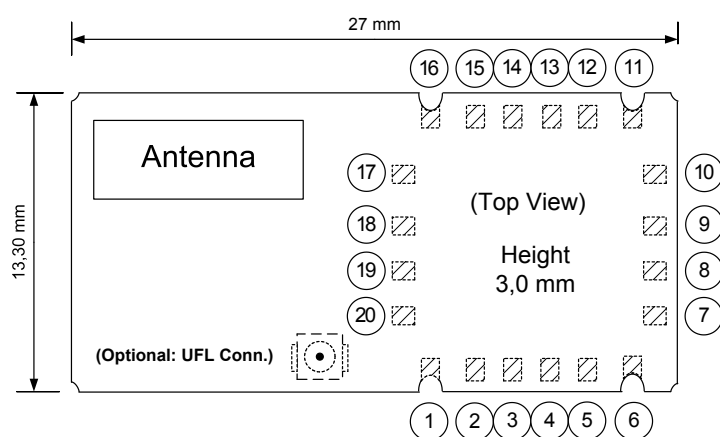 27 mm
16 15 14 13 12 11
Antenna
17
10
(Top View)
18
9
13,30 mm
Height
3,0 mm
19
8
20
7
(Optional: UFL Conn.)
1 2 3 4 5 6